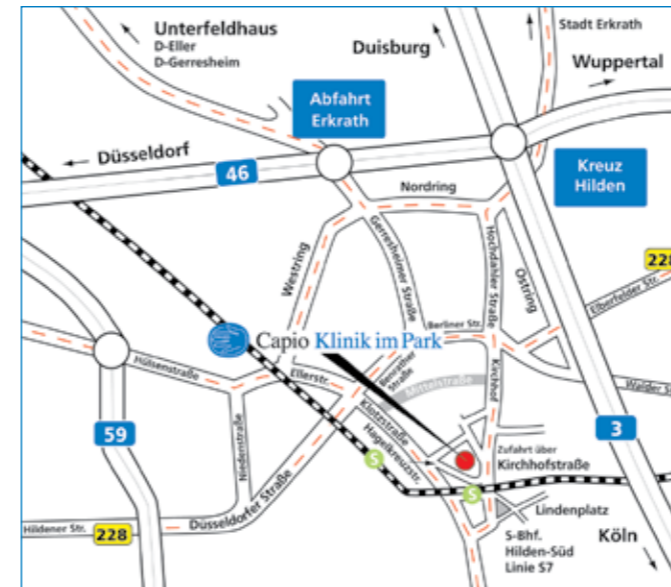 Unterfeldhaus
D-Eller
D-Gerresheim
Duisburg
Stadt Erkrath
Wuppertal
Abfahrt
Erkrath
Düsseldorf
46
Kreuz
Hilden
Nordring
Westring
Gerresheimer Straße
Hochdahler Straße
Ostring
228
Elberfelder Str.
Berliner Str.
Capio Klinik im Park
Hülsenstraße
Ellerstr.
Benrather
Straße
Mittelstraße
Kirchhof
Walder St
59
Niedenstraße
Klotzstraße
Hagelkreuzstr.
3
Zufahrt über
Kirchhofstraße
S
S
Düsseldorfer Straße
Hildener Str.
228
Lindenplatz
S-Bhf.
Hilden-Süd
Linie S7
Köln